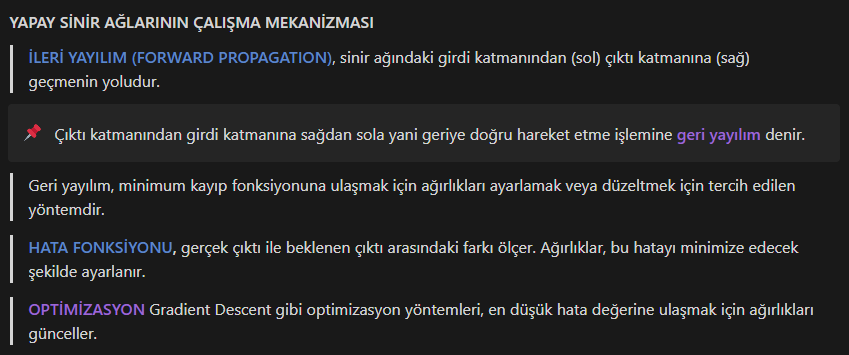 YAPAY SİNİR AĞLARININ ÇALIŞMA MEKANİZMASI
İLERİ YAYILIM (FORWARD PROPAGATION), sinir ağındaki girdi katmanından (sol) çıktı katmanına (sağ)
geçmenin yoludur.
Çıktı katmanından girdi katmanına sağdan sola yani geriye doğru hareket etme işlemine geri yayılım denir.
Geri yayılım, minimum kayıp fonksiyonuna ulaşmak için ağırlıkları ayarlamak veya düzeltmek için tercih edilen
yöntemdir.
HATA FONKSİYONU, gerçek çıktı ile beklenen çıktı arasındaki farkı ölçer. Ağırlıklar, bu hatayı minimize edecek
şekilde ayarlanır.
OPTİMİZASYON Gradient Descent gibi optimizasyon yöntemleri, en düşük hata değerine ulaşmak için ağırlıkları
günceller.